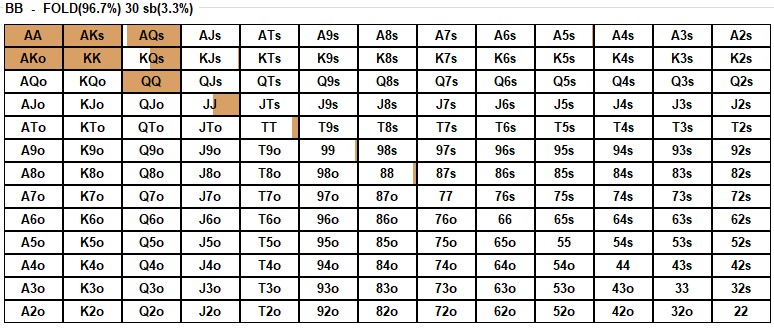 BB - FOLD(96.7%) 30 sb(3.3%)
AA AKs AQs AJs ATs A9s A8s A7s A6s A5s A4s A3s A2s
AKo KK KQs KJs KTs K9s K8s K7s K6s K5s K4s K3s K2s
AQo KQo QQ QJs QTs Q9s Q8s Q7s Q6s Q5s Q4s Q3s Q2s
AJo KJo QJo JJ JTs J9s J8s J7s J6s J5s J4s J3s J2s
ATo KTo QTo JTo TT T9s T8s T7s T6s T5s T4s T3s T2s
A9o K9o Q9o J9o T9o 99 98s 97s 96s 95s 94s 93s 92s
A8o K8o Q8o J8o T8o 98o 88 87s 86s 85s 84s 83s 82s
A7o K7o Q7o J7o T7o 97o 87o 77 76s 75s 74s 73s 72s
A6o K6o Q6o J6o T6o 96o 86o 76o 66 65s 64s 63s 62s
A5o K5o Q5o J5o T5o 95o 85o 75o 65o 55 54s 53s 52s
A4o K4o Q4o J4o T4o 94o 84o 74o 64o 54o 44 43s 42s
A3o K3o Q3o J3o T3o 93o 83o 73o 63o 53o 43o 33 32s
A2o K2o Q2o J2o T2o 92o 82o 72o 62o 52o 42o 32o 22